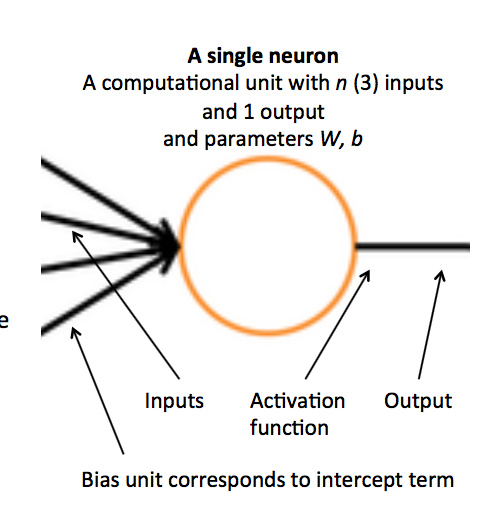 A single neuron
A computational unit with n (3) inputs
and 1 output
and parameters W, b
e
Inputs
Activation
function
Output
Bias unit corresponds to intercept term